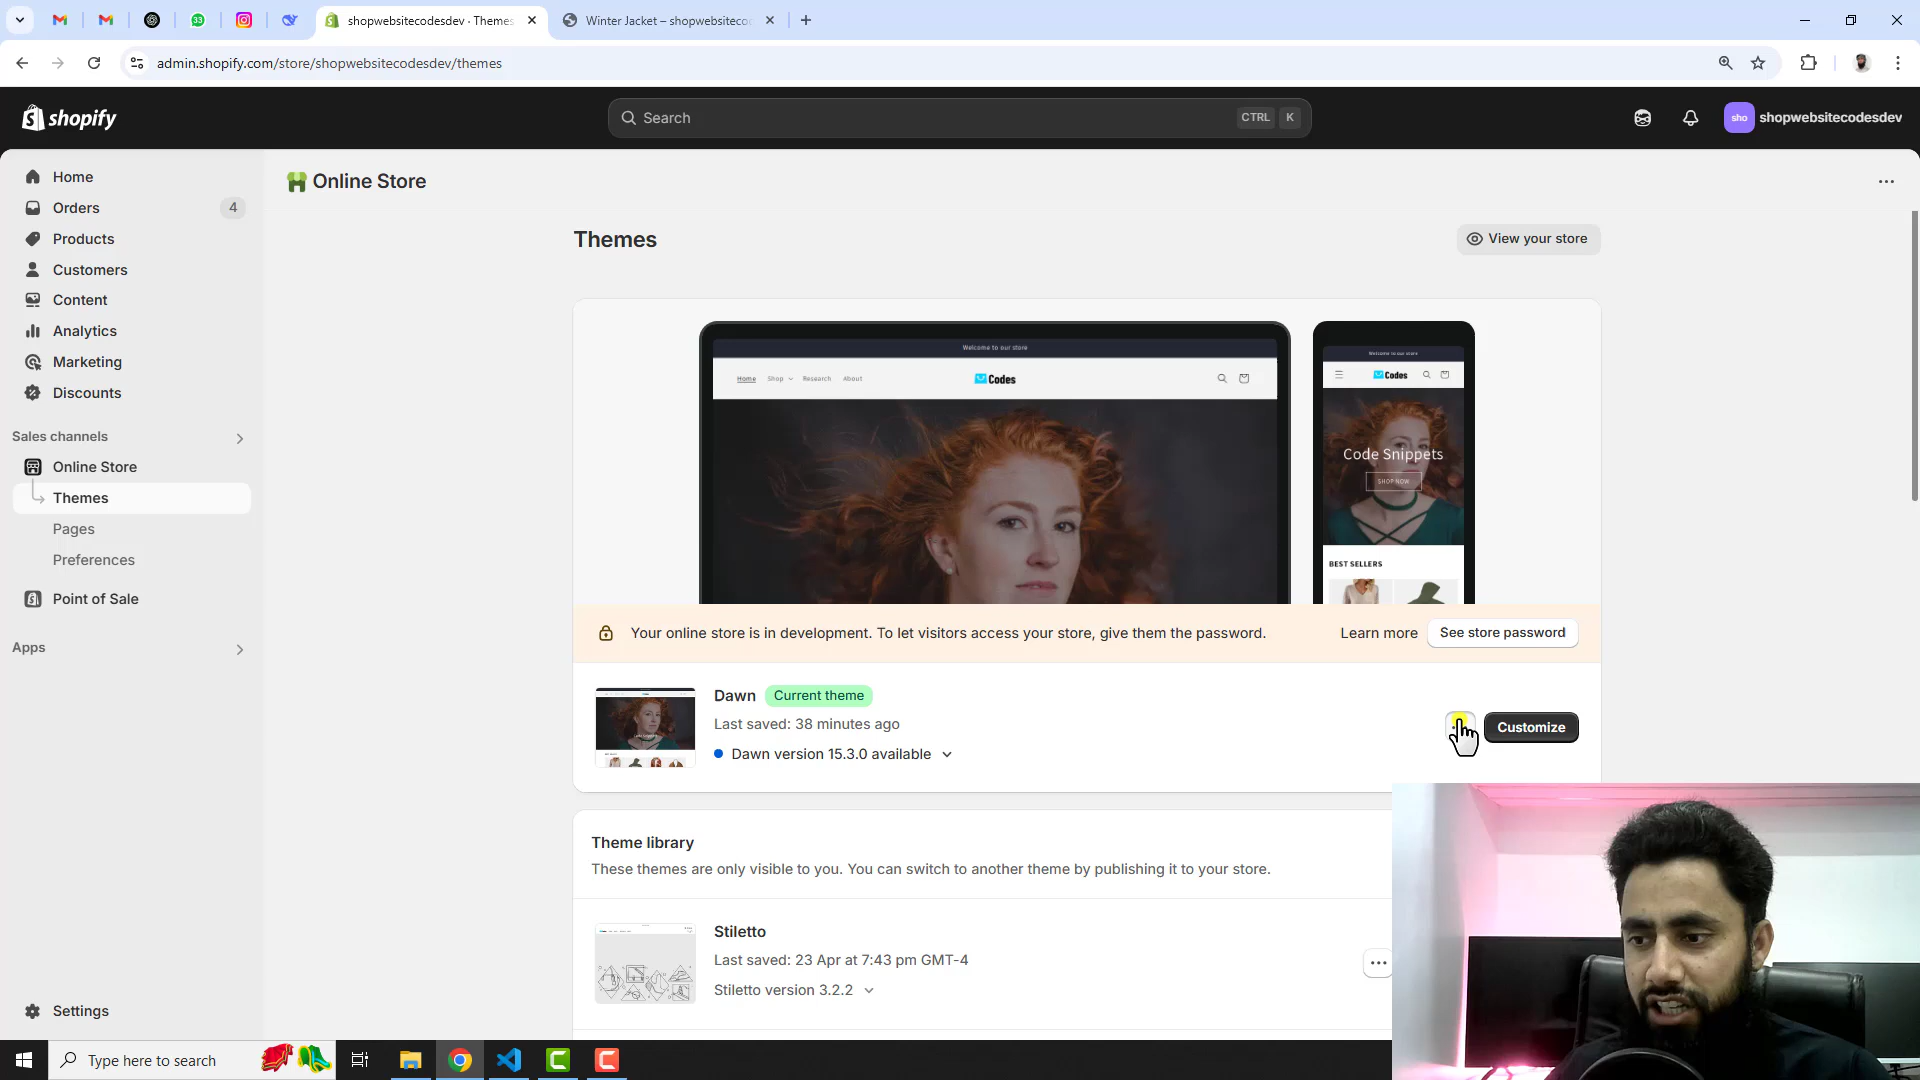 shopwebsitecodesdev · Themes
Winter Jacket – shopwebsiteco
33
admin.shopify.com/store/shopwebsitecodesdev/themes
shopify
Search
CTRL K
sho
shopwebsitecodesdev
Home
Orders
4
Products
Customers
Content
Analytics
Marketing
Discounts
Sales channels
Online Store
Themes
Pages
Preferences
Point of Sale
Apps
Settings
Online Store
Themes
View your store
Welcome to our store
Home Shop Research About
Codes
Welcome to our store
Codes
Code Snippets
SHOP NOW
BEST SELLERS
Your online store is in development. To let visitors access your store, give them the password.
Learn more
See store password
Dawn Current theme
Last saved: 38 minutes ago
Dawn version 15.3.0 available
Customize
Theme library
These themes are only visible to you. You can switch to another theme by publishing it to your store.
Stiletto
Last saved: 23 Apr at 7:43 pm GMT-4
Stiletto version 3.2.2
Type here to search